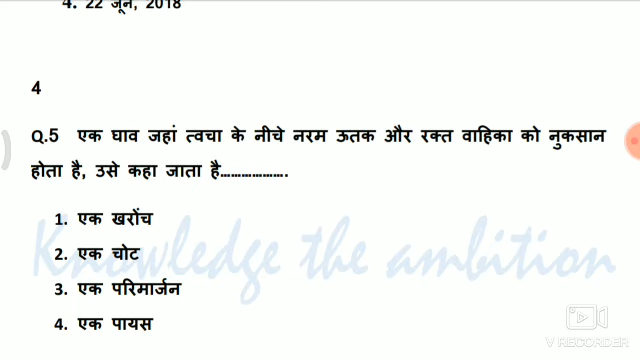 4. 22 जून, 2018
4
Q.5 एक घाव जहां त्वचा के नीचे नरम ऊतक और रक्त वाहिका को नुकसान
होता है, उसे कहा जाता है………………..
1. एक खरोंच
2. एक चोट
3. एक परिमार्जन
4. एक पायस
Knowledge the ambition
V RECORDER